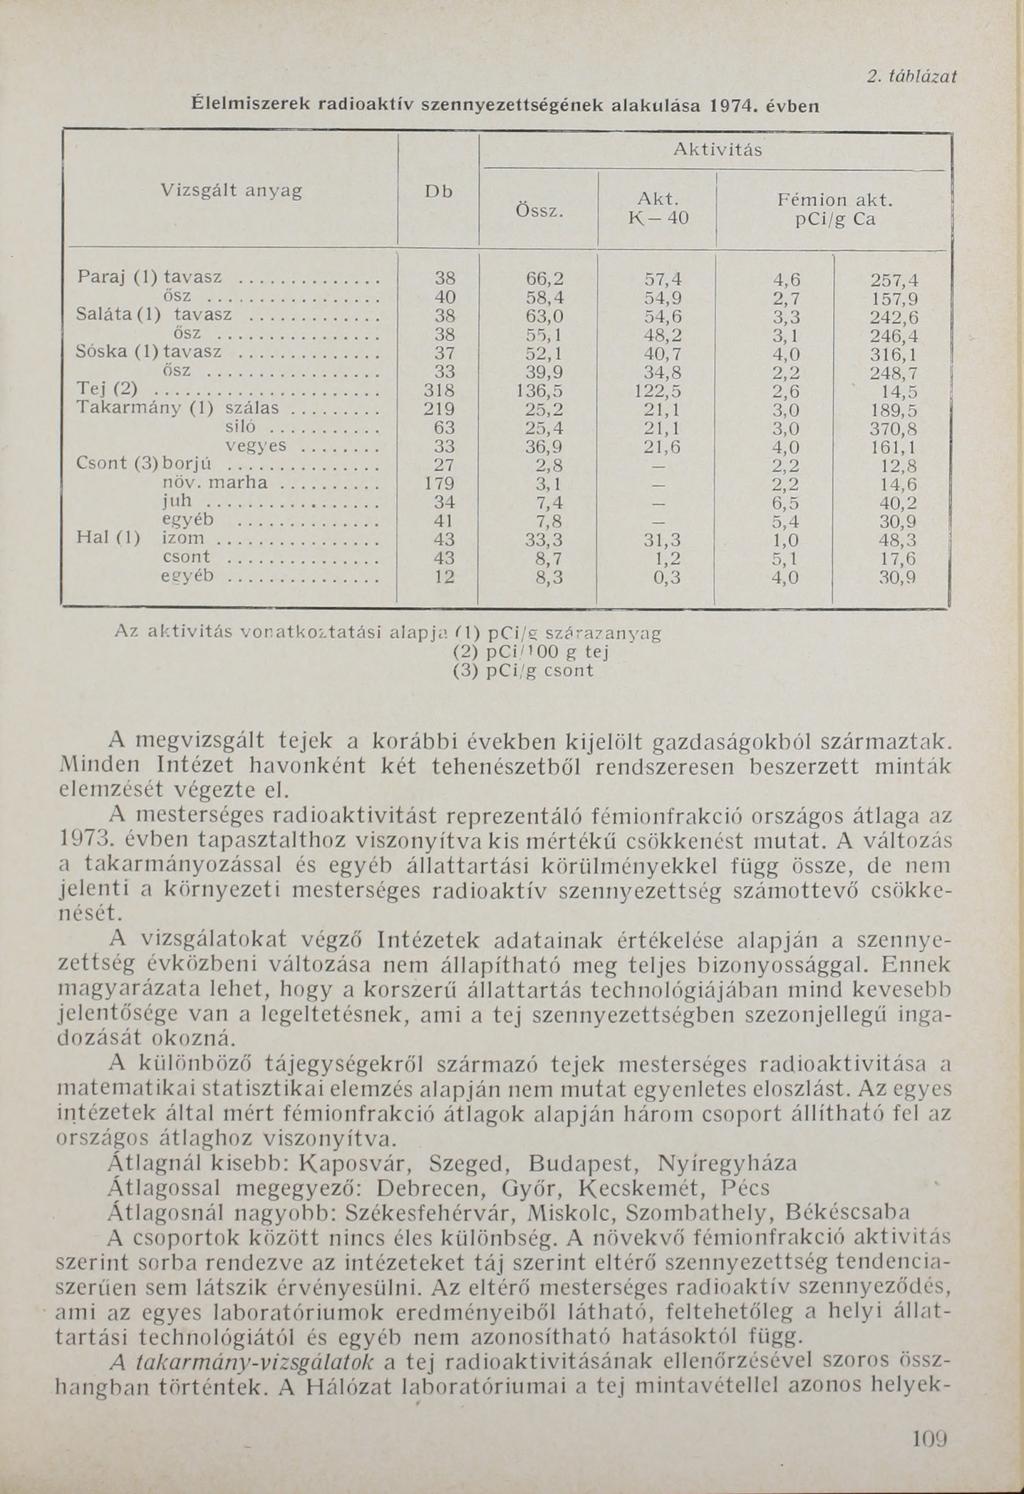 2. táblázat
Élelmiszerek radioaktív szennyezettségének alakulása 1974. évben
Vizsgált anyag Db Aktivitás
Össz. Akt. K—40 Fémion akt. pCi/g Ca
Paraj (1) tavasz .............. 38 66,2 57,4 4,6 257,4
ősz ................. 40 58,4 54,9 2,7 157,9
Saláta (1) tavasz ............. 38 63,0 54,6 3,3 242,6
ősz ................ 38 55,1 48,2 3,1 246,4
Sóska (1) tavasz .............. 37 52,1 40,7 4,0 316,1
ősz ................. 33 39,9 34,8 2,2 248,7
Tej (2) ...................... 318 136,5 122,5 2,6 14,5
Takarmány (1) szálas ......... 219 25,2 21,1 3,0 189,5
siló ........... 63 25,4 21,1 3,0 370,8
vegyes ........ 33 36,9 21,6 4,0 161,1
Csont (3) borjú ............... 27 2,8 — 2,2 12,8
növ. marha .......... 179 3,1 — 2,2 14,6
juh ................. 34 7,4 — 6,5 40,2
egyéb .............. 41 7,8 — 5,4 30,9
Hal (1) izom ................ 43 33,3 31,3 1,0 48,3
csont ............... 43 8,7 1,2 5,1 17,6
egyéb ............... 12 8,3 0,3 4,0 30,9
Az aktivitás vonatkoztatási alapja (1) pCi/g szárazanyag
(2) pCi/100 g tej
(3) pCi/g csont
A megvizsgált tejek a korábbi években kijelölt gazdaságokból származtak.
Minden Intézet havonként két tehenészetből rendszeresen beszerzett minták
elemzését végezte el.
A mesterséges radioaktivitást reprezentáló fémionfrakció országos átlaga az
1973. évben tapasztalthoz viszonyítva kis mértékű csökkenést mutat. A változás
a takarmányozással és egyéb állattartási körülményekkel függ össze, de nem
jelenti a környezeti mesterséges radioaktív szennyezettség számottevő csökke-
nését.
A vizsgálatokat végző Intézetek adatainak értékelése alapján a szennye-
zettség évközbeni változása nem állapítható meg teljes bizonyossággal. Ennek
magyarázata lehet, hogy a korszerű állattartás technológiájában mind kevesebb
jelentősége van a legeltetésnek, ami a tej szennyezettségben szezonjellegű inga-
dozását okozná.
A különböző tájegységekről származó tejek mesterséges radioaktivitása a
matematikai statisztikai elemzés alapján nem mutat egyenletes eloszlást. Az egyes
intézetek által mért fémionfrakció átlagok alapján három csoport állítható fel az
országos átlaghoz viszonyítva.
Átlagnál kisebb: Kaposvár, Szeged, Budapest, Nyíregyháza
Átlagossal megegyező: Debrecen, Győr, Kecskemét, Pécs
Átlagosnál nagyobb: Székesfehérvár, Miskolc, Szombathely, Békéscsaba
A csoportok között nincs éles különbség. A növekvő fémionfrakció aktivitás
szerint sorba rendezve az intézeteket táj szerint eltérő szennyezettség tendencia-
szerűen sem látszik érvényesülni. Az eltérő mesterséges radioaktív szennyeződés,
ami az egyes laboratóriumok eredményeiből látható, feltehetőleg a helyi állat-
tartási technológiától és egyéb nem azonosítható hatásoktól függ.
A takarmány-vizsgálatok a tej radioaktivitásának ellenőrzésével szoros össz-
hangban történtek. A Hálózat laboratóriumai a tej mintavétellel azonos helyek-
109